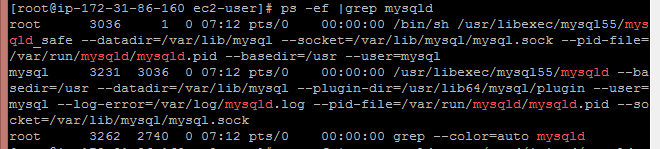 [root@ip-172-31-86-160 ec2-user]# ps -ef |grep mysqld
root      3036     1  0 07:12 pts/0    00:00:00 /bin/sh /usr/libexec/mysql55/mys
qld_safe --datadir=/var/lib/mysql --socket=/var/lib/mysql/mysql.sock --pid-file=
/var/run/mysqld/mysqld.pid --basedir=/usr --user=mysql
mysql     3231  3036  0 07:12 pts/0    00:00:00 /usr/libexec/mysql55/mysqld --ba
sedir=/usr --datadir=/var/lib/mysql --plugin-dir=/usr/lib64/mysql/plugin --user=
mysql --log-error=/var/log/mysqld.log --pid-file=/var/run/mysqld/mysqld.pid --so
cket=/var/lib/mysql/mysql.sock
root      3262  2740  0 07:12 pts/0    00:00:00 grep --color=auto mysqld